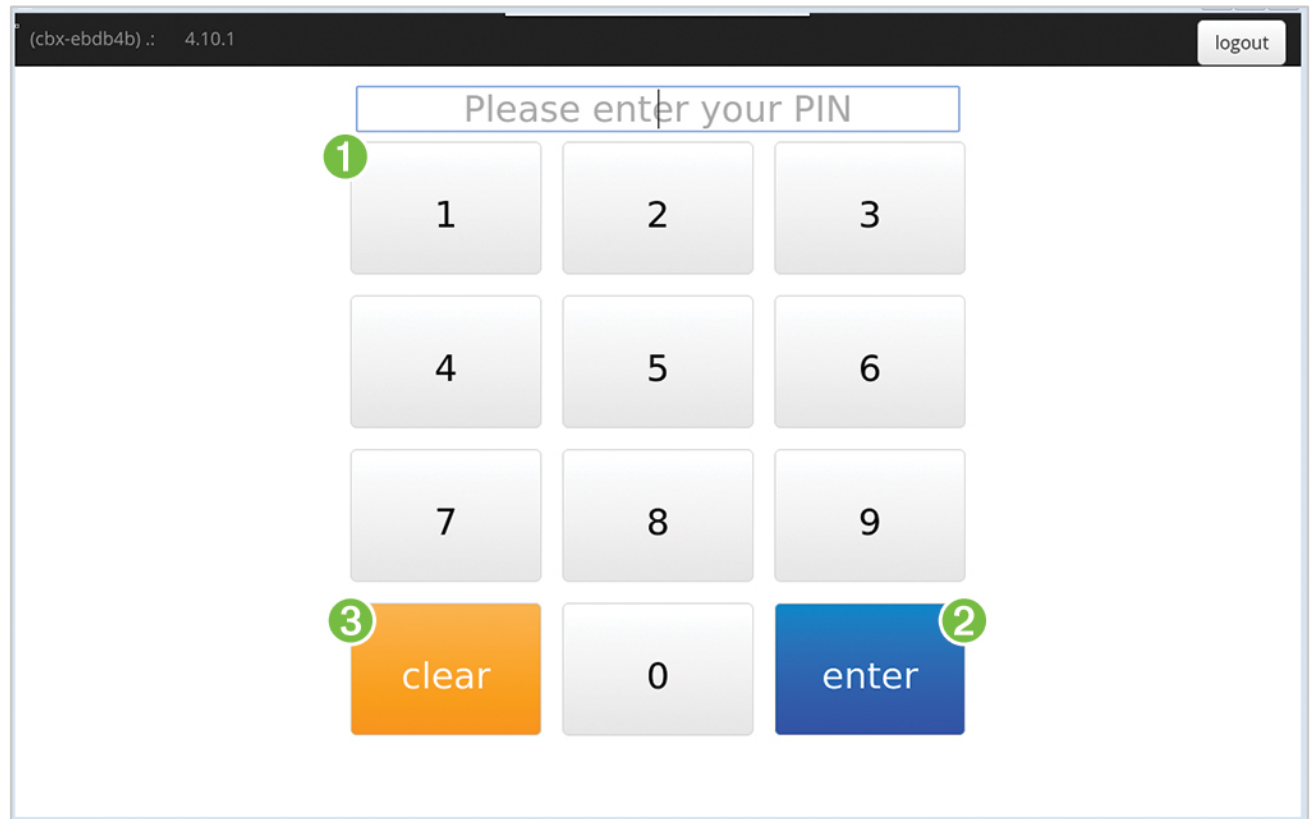 (cbx-ebdb4b) .: 4.10.1
logout
Please enter your PIN
1
1 2 3
4 5 6
7 8 9
3 2
clear 0 enter